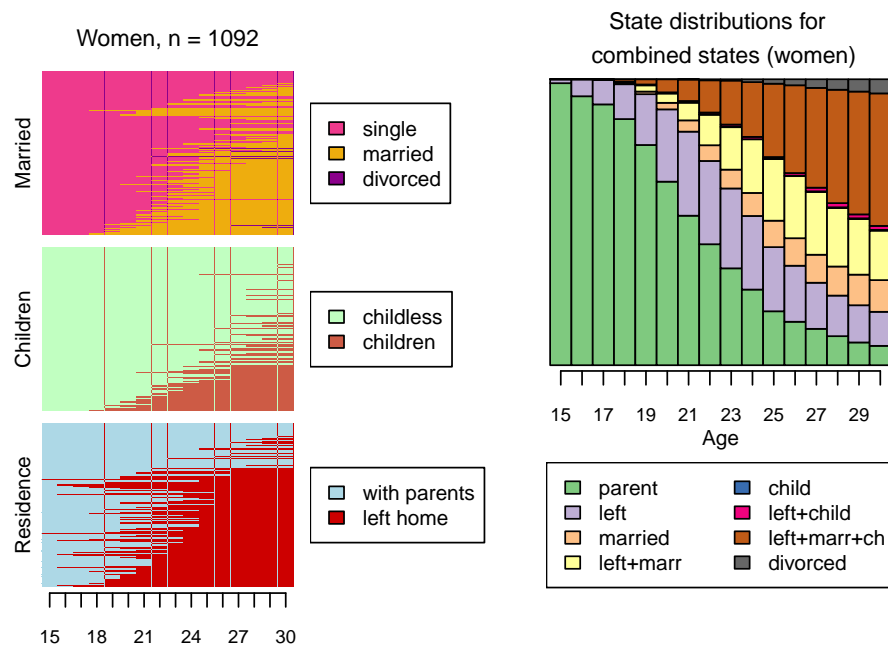 Women, n = 1092
Married
single
married
divorced
Children
childless
children
Residence
with parents
left home
15 18 21 24 27 30
State distributions for
combined states (women)
15 17 19 21 23 25 27 29
Age
parent
left
married
left+marr
child
left+child
left+marr+ch
divorced